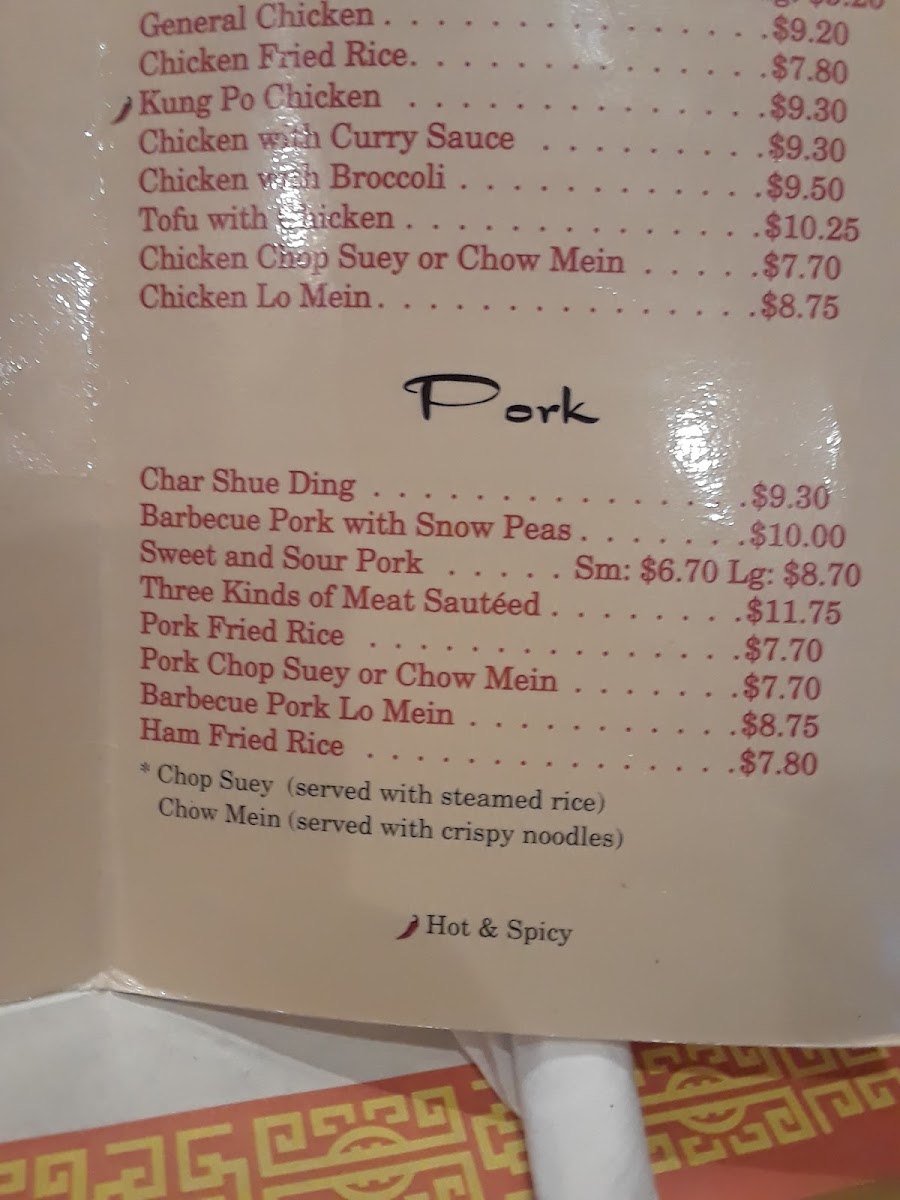 General Chicken . . . . . . . . . . . . . . $9.20
Chicken Fried Rice. . . . . . . . . . . . . $7.80
Kung Po Chicken . . . . . . . . . . . . . $9.30
Chicken with Curry Sauce . . . . . . . . . $9.30
Chicken with Broccoli . . . . . . . . . . . . $9.50
Tofu with Chicken . . . . . . . . . . . . . . $10.25
Chicken Chop Suey or Chow Mein . . . . . $7.70
Chicken Lo Mein. . . . . . . . . . . . . . . $8.75
Pork
Char Shue Ding . . . . . . . . . . . . . . . $9.30
Barbecue Pork with Snow Peas . . . . . . . $10.00
Sweet and Sour Pork . . . . . Sm: $6.70 Lg: $8.70
Three Kinds of Meat Sautéed . . . . . . . . $11.75
Pork Fried Rice . . . . . . . . . . . . . . . $7.70
Pork Chop Suey or Chow Mein . . . . . . . $7.70
Barbecue Pork Lo Mein . . . . . . . . . . . $8.75
Ham Fried Rice . . . . . . . . . . . . . . . $7.80
* Chop Suey (served with steamed rice)
Chow Mein (served with crispy noodles)
Hot & Spicy